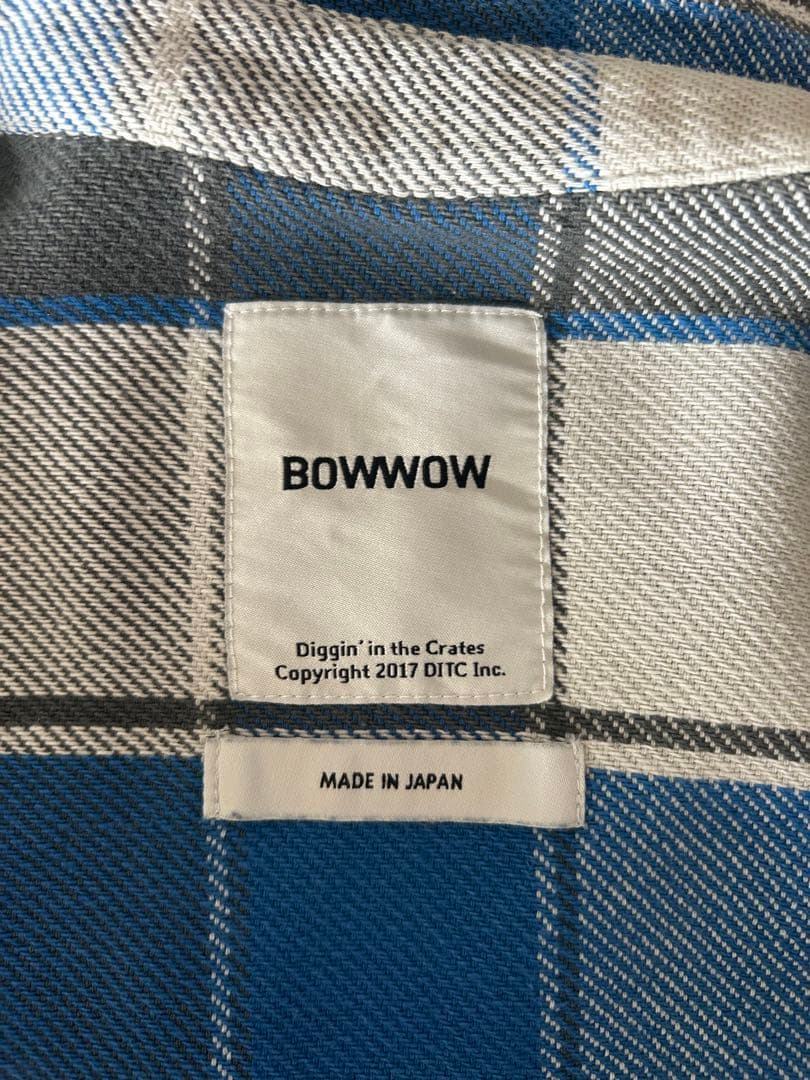 BOWWOW
Diggin' in the Crates
Copyright 2017 DITC Inc.
MADE IN JAPAN